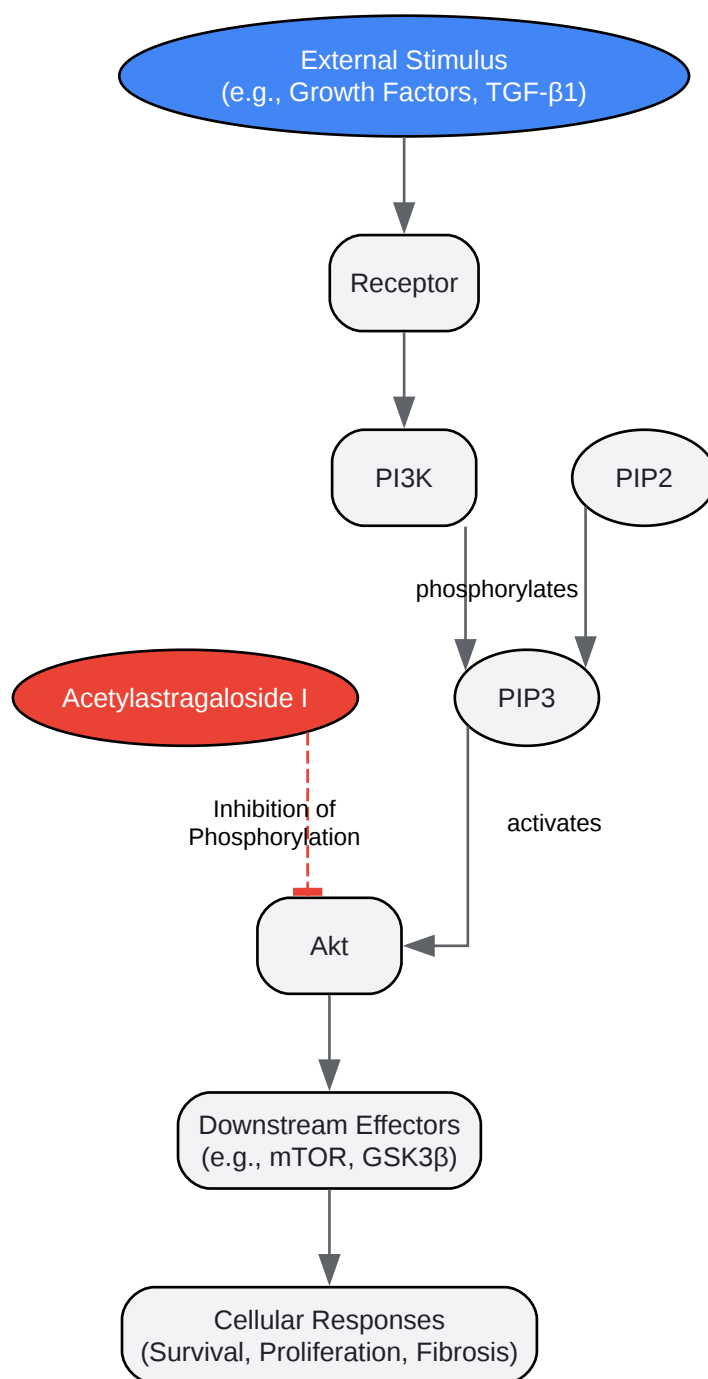 External Stimulus
(e.g., Growth Factors, TGF-β1)
Receptor
PI3K
PIP2
phosphorylates
Acetylastragaloside I
PIP3
Inhibition of
Phosphorylation
activates
Akt
Downstream Effectors
(e.g., mTOR, GSK3β)
Cellular Responses
(Survival, Proliferation, Fibrosis)